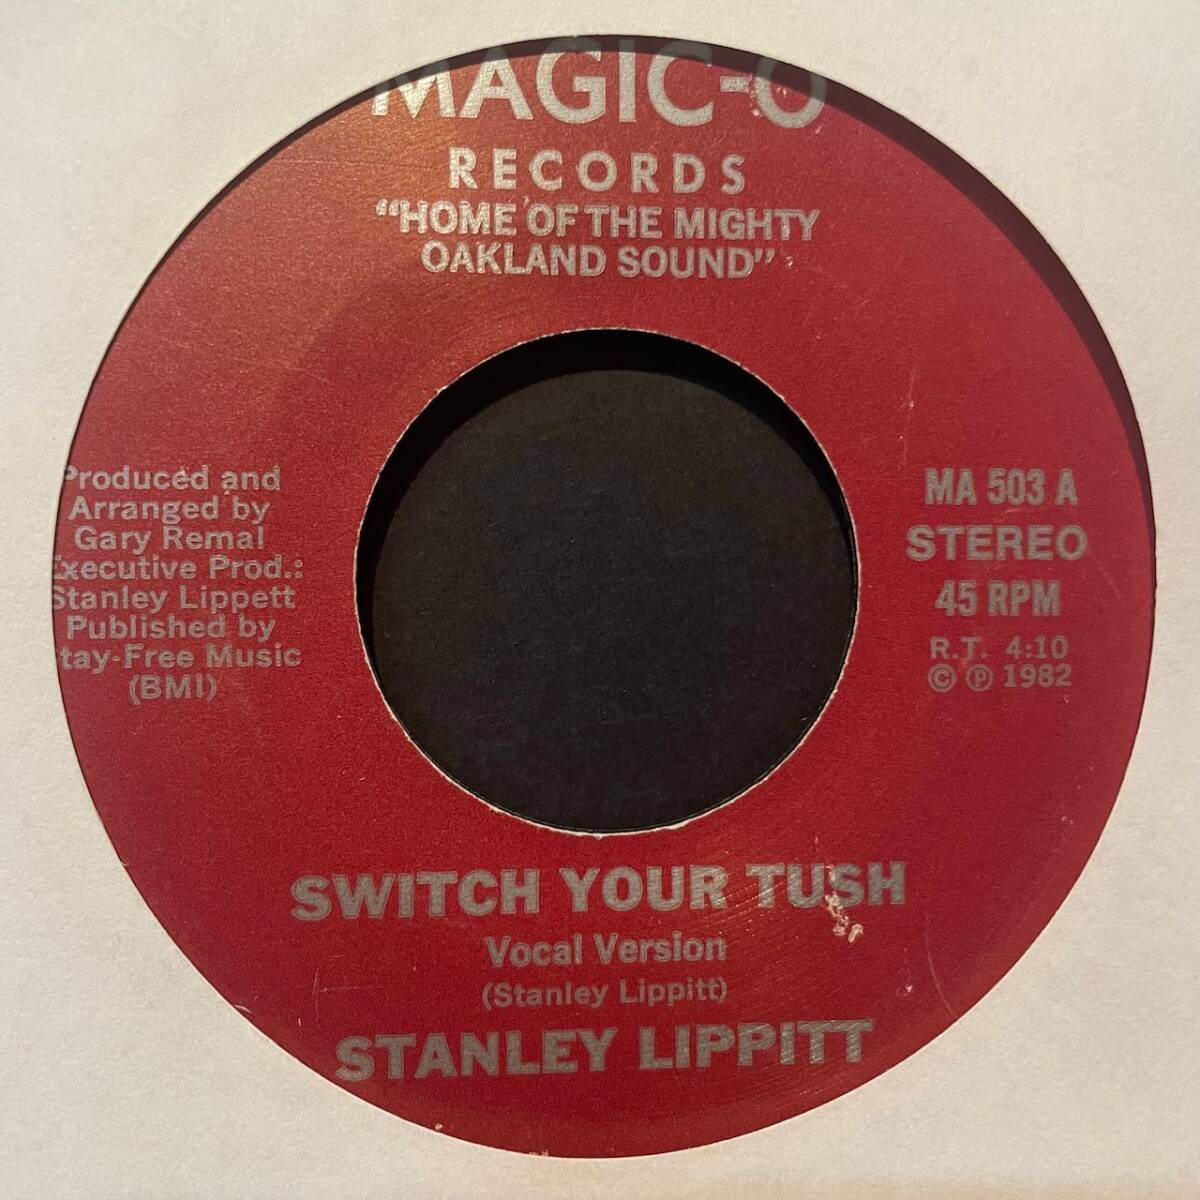 MAGIC-O
RECORDS
"HOME OF THE MIGHTY
OAKLAND SOUND"
Produced and
Arranged by
Gary Remal
Executive Prod.:
Stanley Lippett
Published by
tay-Free Music
(BMI)
MA 503 A
STEREO
45 RPM
R.T. 4:10
© ℗ 1982
SWITCH YOUR TUSH
Vocal Version
(Stanley Lippitt)
STANLEY LIPPITT